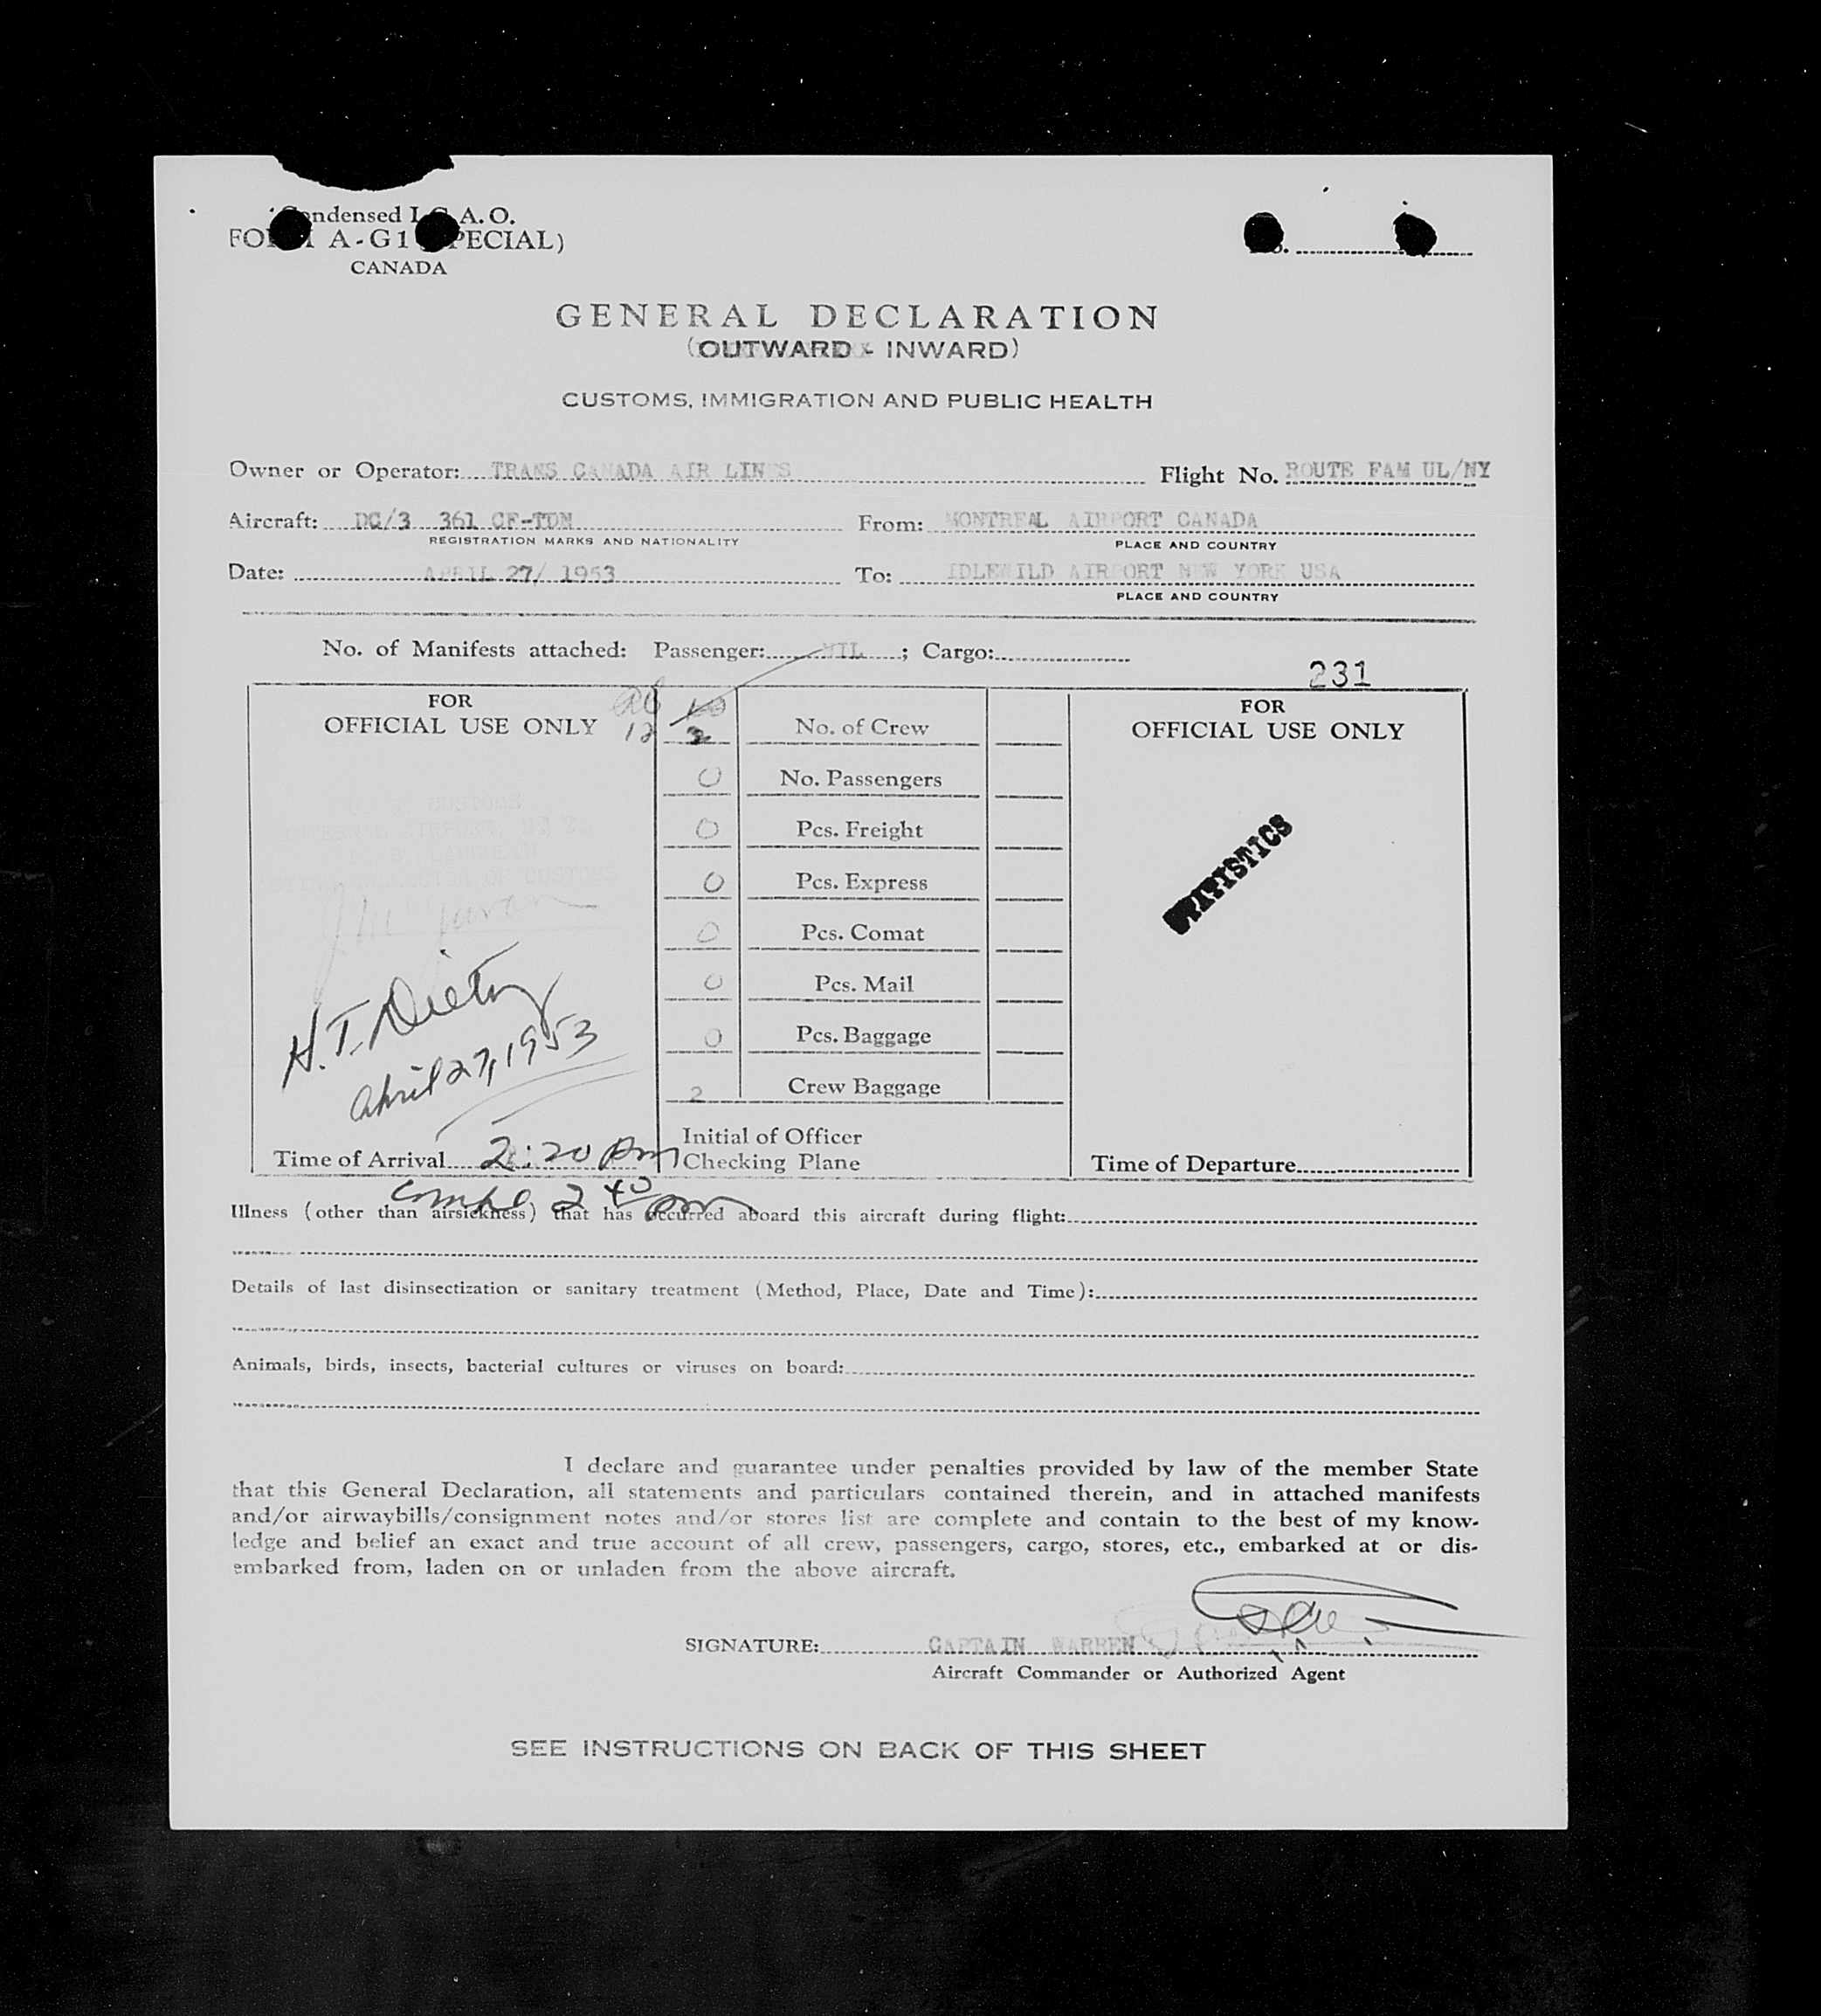 Condensed I.C.A.O.
FORM A-G1 (SPECIAL)
CANADA
GENERAL DECLARATION
(OUTWARD - INWARD)
CUSTOMS, IMMIGRATION AND PUBLIC HEALTH
Owner or Operator: TRANS CANADA AIR LINES Flight No. ROUTE FAM UL/NY
Aircraft: DC/3 361 CF-TDM From: MONTREAL AIRPORT CANADA
REGISTRATION MARKS AND NATIONALITY PLACE AND COUNTRY
Date: APRIL 27/ 1953 To: IDLEWILD AIRPORT NEW YORK USA
PLACE AND COUNTRY
No. of Manifests attached: Passenger: NIL ; Cargo:
231
FOR
OFFICIAL USE ONLY
12
No. of Crew
0 No. Passengers
0 Pcs. Freight
0 Pcs. Express
0 Pcs. Comat
0 Pcs. Mail
0 Pcs. Baggage
2 Crew Baggage
Initial of Officer
Checking Plane
FOR
OFFICIAL USE ONLY
STATISTICS
H.T.
April 27, 1953
Time of Arrival 2:20 pm
Time of Departure
2 40 pm
Illness (other than airsickness) that has occurred aboard this aircraft during flight:
Details of last disinsectization or sanitary treatment (Method, Place, Date and Time):
Animals, birds, insects, bacterial cultures or viruses on board:
I declare and guarantee under penalties provided by law of the member State
that this General Declaration, all statements and particulars contained therein, and in attached manifests
and/or airwaybills/consignment notes and/or stores list are complete and contain to the best of my know-
ledge and belief an exact and true account of all crew, passengers, cargo, stores, etc., embarked at or dis-
embarked from, laden on or unladen from the above aircraft.
SIGNATURE: CAPTAIN WARREN
Aircraft Commander or Authorized Agent
SEE INSTRUCTIONS ON BACK OF THIS SHEET